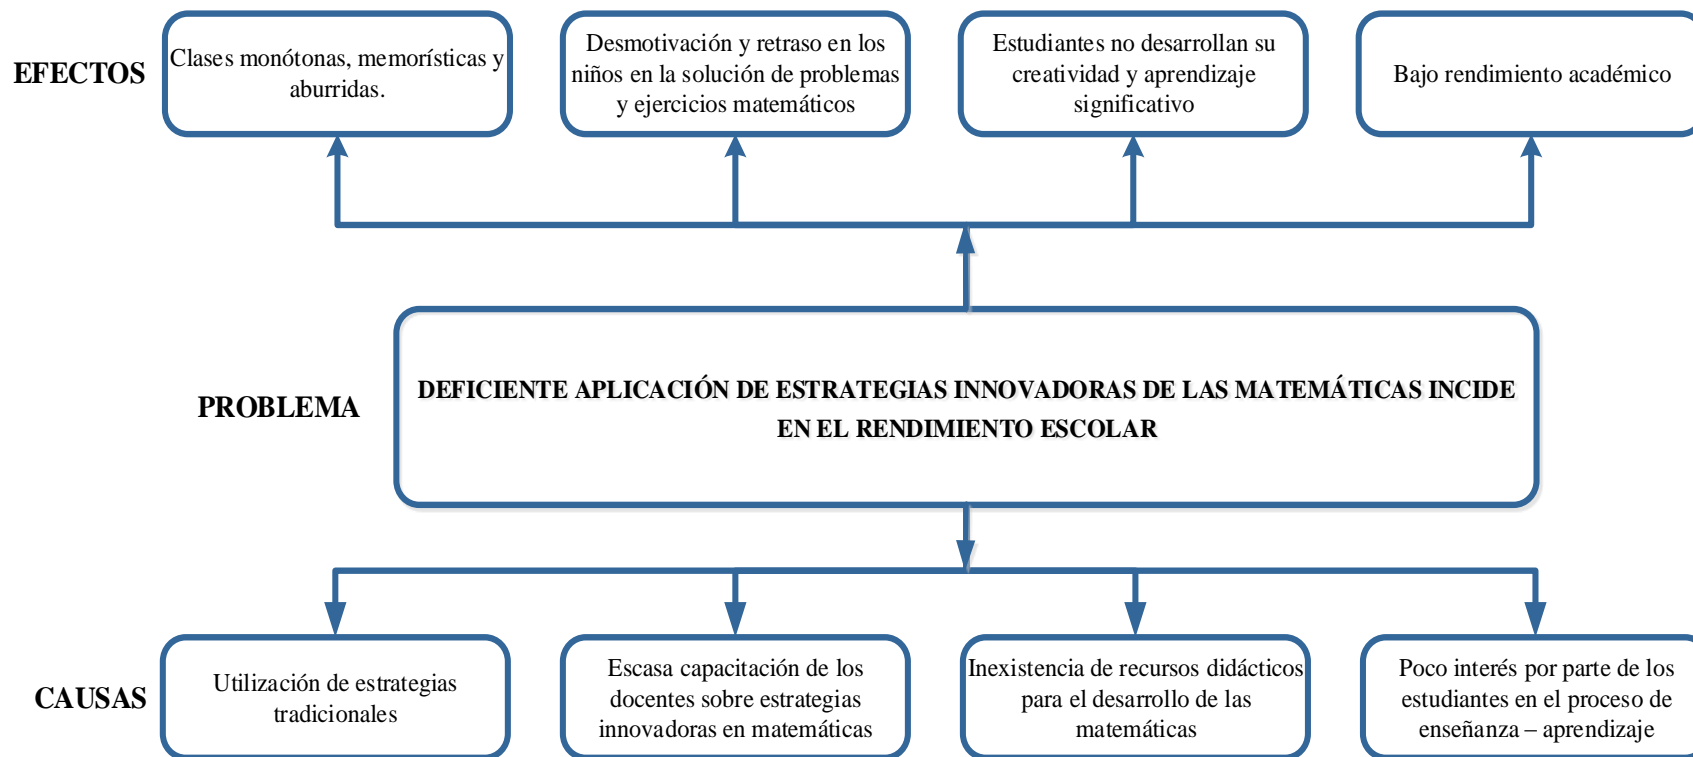 EFECTOS
Clases monótonas, memorísticas y
aburridas.
Desmotivación y retraso en los
niños en la solución de problemas
y ejercicios matemáticos
Estudiantes no desarrollan su
creatividad y aprendizaje
significativo
Bajo rendimiento académico
PROBLEMA
DEFICIENTE APLICACIÓN DE ESTRATEGIAS INNOVADORAS DE LAS MATEMÁTICAS INCIDE
EN EL RENDIMIENTO ESCOLAR
CAUSAS
Utilización de estrategias
tradicionales
Escasa capacitación de los
docentes sobre estrategias
innovadoras en matemáticas
Inexistencia de recursos didácticos
para el desarrollo de las
matemáticas
Poco interés por parte de los
estudiantes en el proceso de
enseñanza – aprendizaje